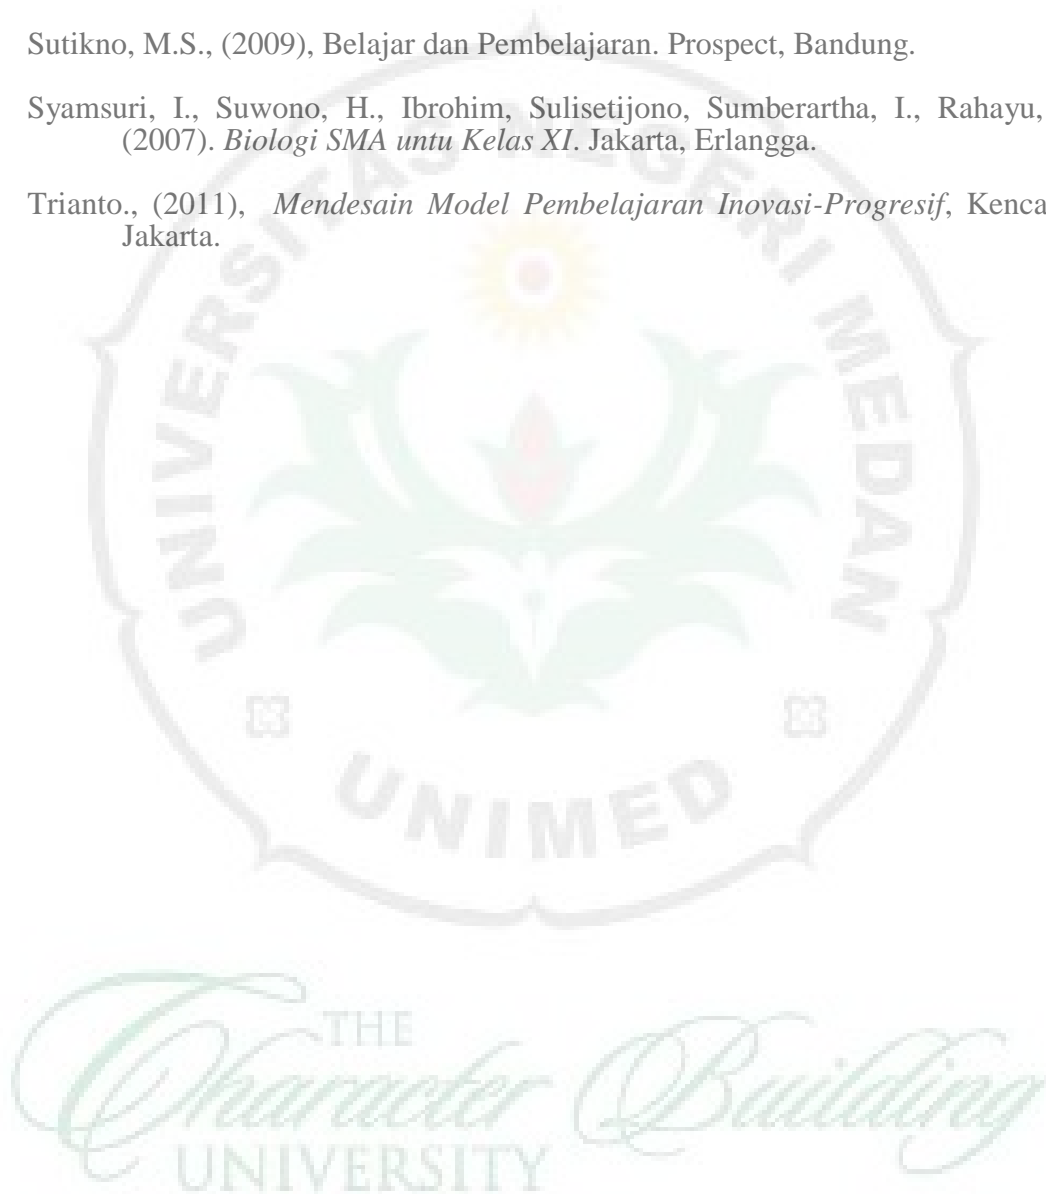 Sutikno, M.S., (2009), Belajar dan Pembelajaran. Prospect, Bandung.
Syamsuri, I., Suwono, H., Ibrohim, Sulisetijono, Sumberartha, I., Rahayu,
(2007). Biologi SMA untu Kelas XI. Jakarta, Erlangga.
Trianto., (2011), Mendesain Model Pembelajaran Inovasi-Progresif, Kenca
Jakarta.
UNIVERSITAS NEGERI MEDAN
UNIMED
THE
Character Building
UNIVERSITY